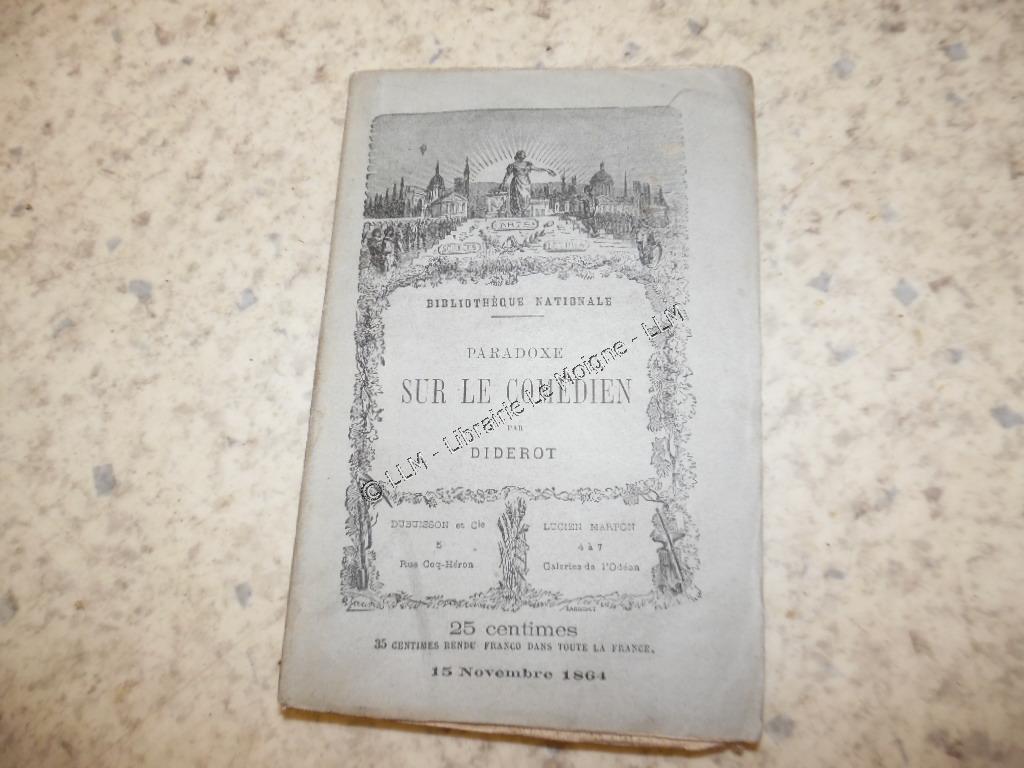 ARTS
BIBLIOTHÈQUE NATIONALE
PARADOXE
SUR LE COMÉDIEN
PAR
DIDEROT
© LLM - Librairie Le Moigne - LLM
DUBUISSON et Cie
5
Rue Coq-Héron
LUCIEN MARPON
4 à 7
Galeries de l'Odéon
25 centimes
35 CENTIMES RENDU FRANCO DANS TOUTE LA FRANCE.
15 Novembre 1864